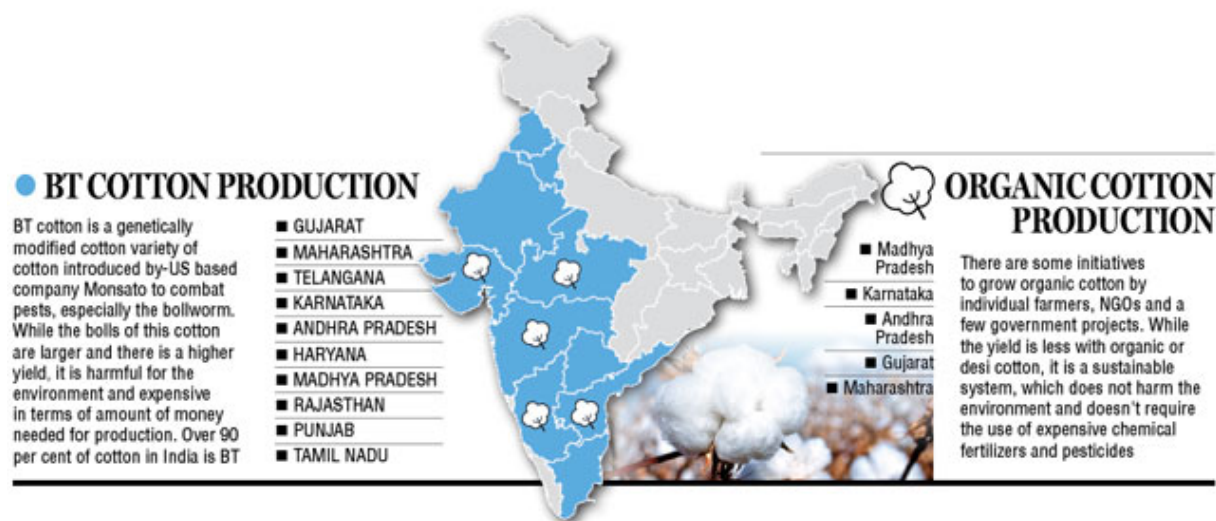 BT COTTON PRODUCTION
BT cotton is a genetically
modified cotton variety of
cotton introduced by-US based
company Monsato to combat
pests, especially the bollworm.
While the bolls of this cotton
are larger and there is a higher
yield, it is harmful for the
environment and expensive
in terms of amount of money
needed for production. Over 90
per cent of cotton in India is BT
GUJARAT
MAHARASHTRA
TELANGANA
KARNATAKA
ANDHRA PRADESH
HARYANA
MADHYA PRADESH
RAJASTHAN
PUNJAB
TAMIL NADU
ORGANIC COTTON
PRODUCTION
Madhya
Pradesh
Karnataka
Andhra
Pradesh
Gujarat
Maharashtra
There are some initiatives
to grow organic cotton by
individual farmers, NGOs and a
few government projects. While
the yield is less with organic or
desi cotton, it is a sustainable
system, which does not harm the
environment and doesn't require
the use of expensive chemical
fertilizers and pesticides